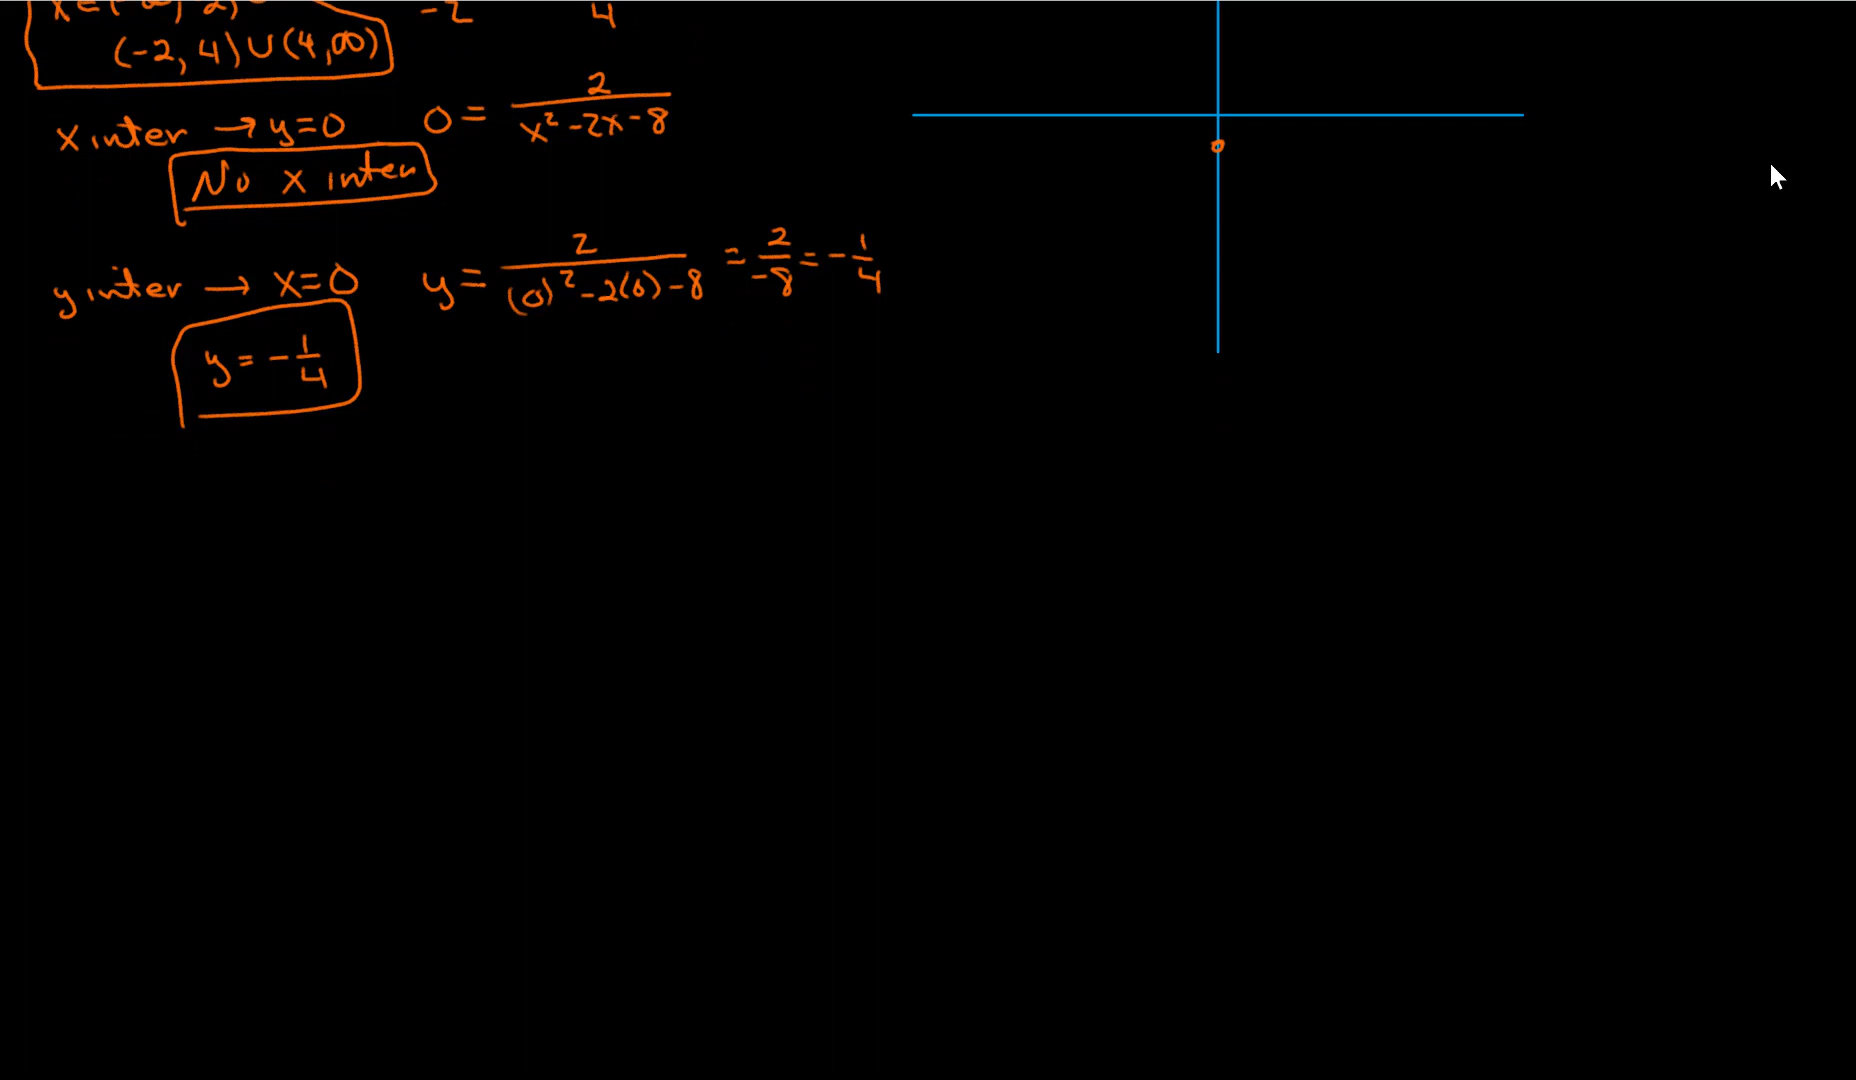 x ∈ (-∞, -2) ∪
-2 4
(-2, 4) ∪ (4, ∞)
x inter → y=0 0 = 2/(x² - 2x - 8)
No x inter
y inter → x=0 y = 2/((0)² - 2(0) - 8) = 2/-8 = -1/4
y = -1/4